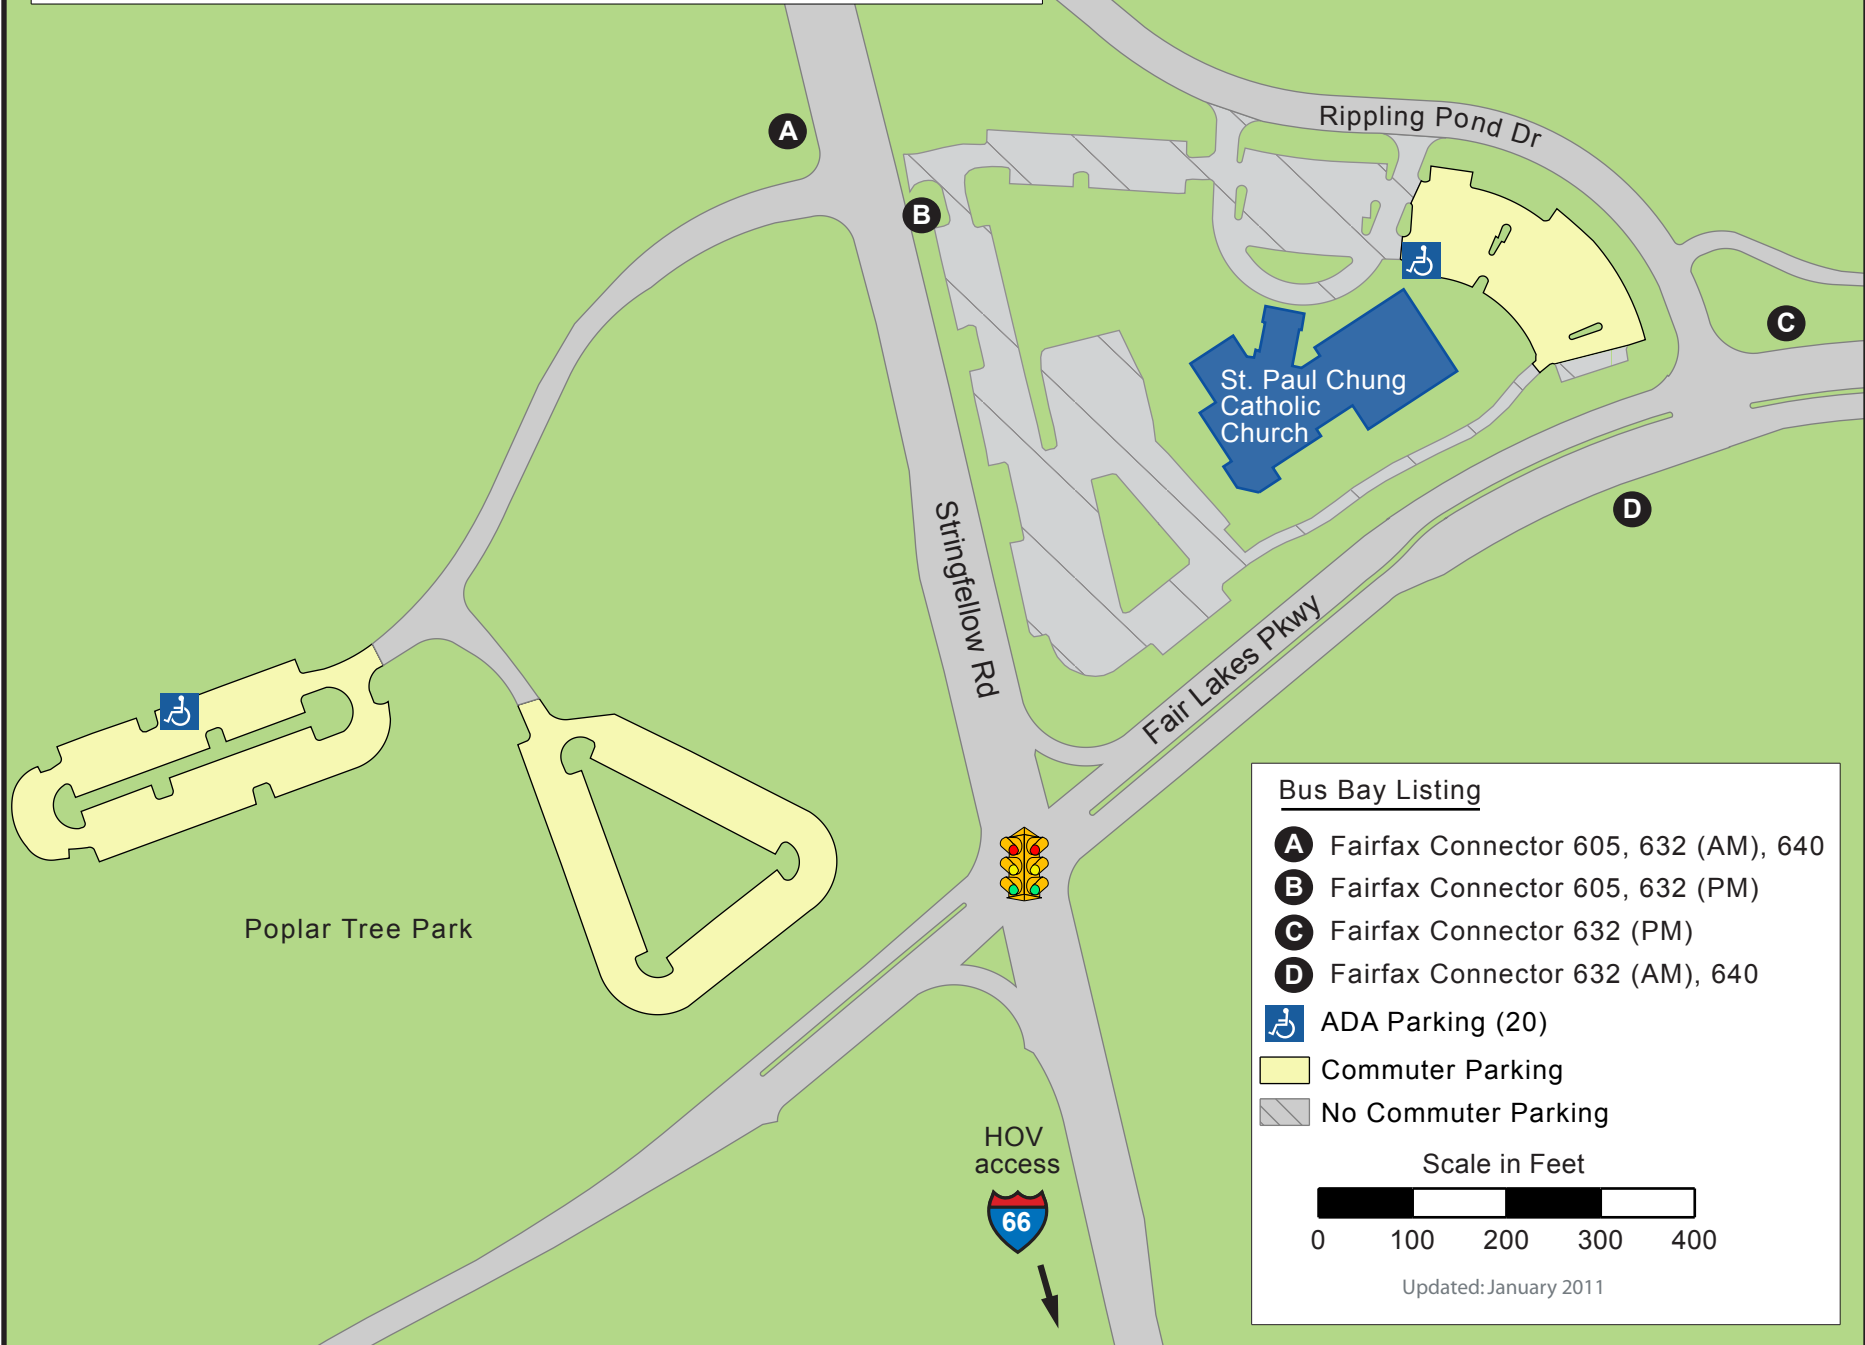 Rippling Pond Dr
A
B
C
St. Paul Chung
Catholic
Church
D
Stringfellow Rd
Fair Lakes Pkwy
Poplar Tree Park
HOV
access
66
Bus Bay Listing
A Fairfax Connector 605, 632 (AM), 640
B Fairfax Connector 605, 632 (PM)
C Fairfax Connector 632 (PM)
D Fairfax Connector 632 (AM), 640
ADA Parking (20)
Commuter Parking
No Commuter Parking
Scale in Feet
0 100 200 300 400
Updated: January 2011